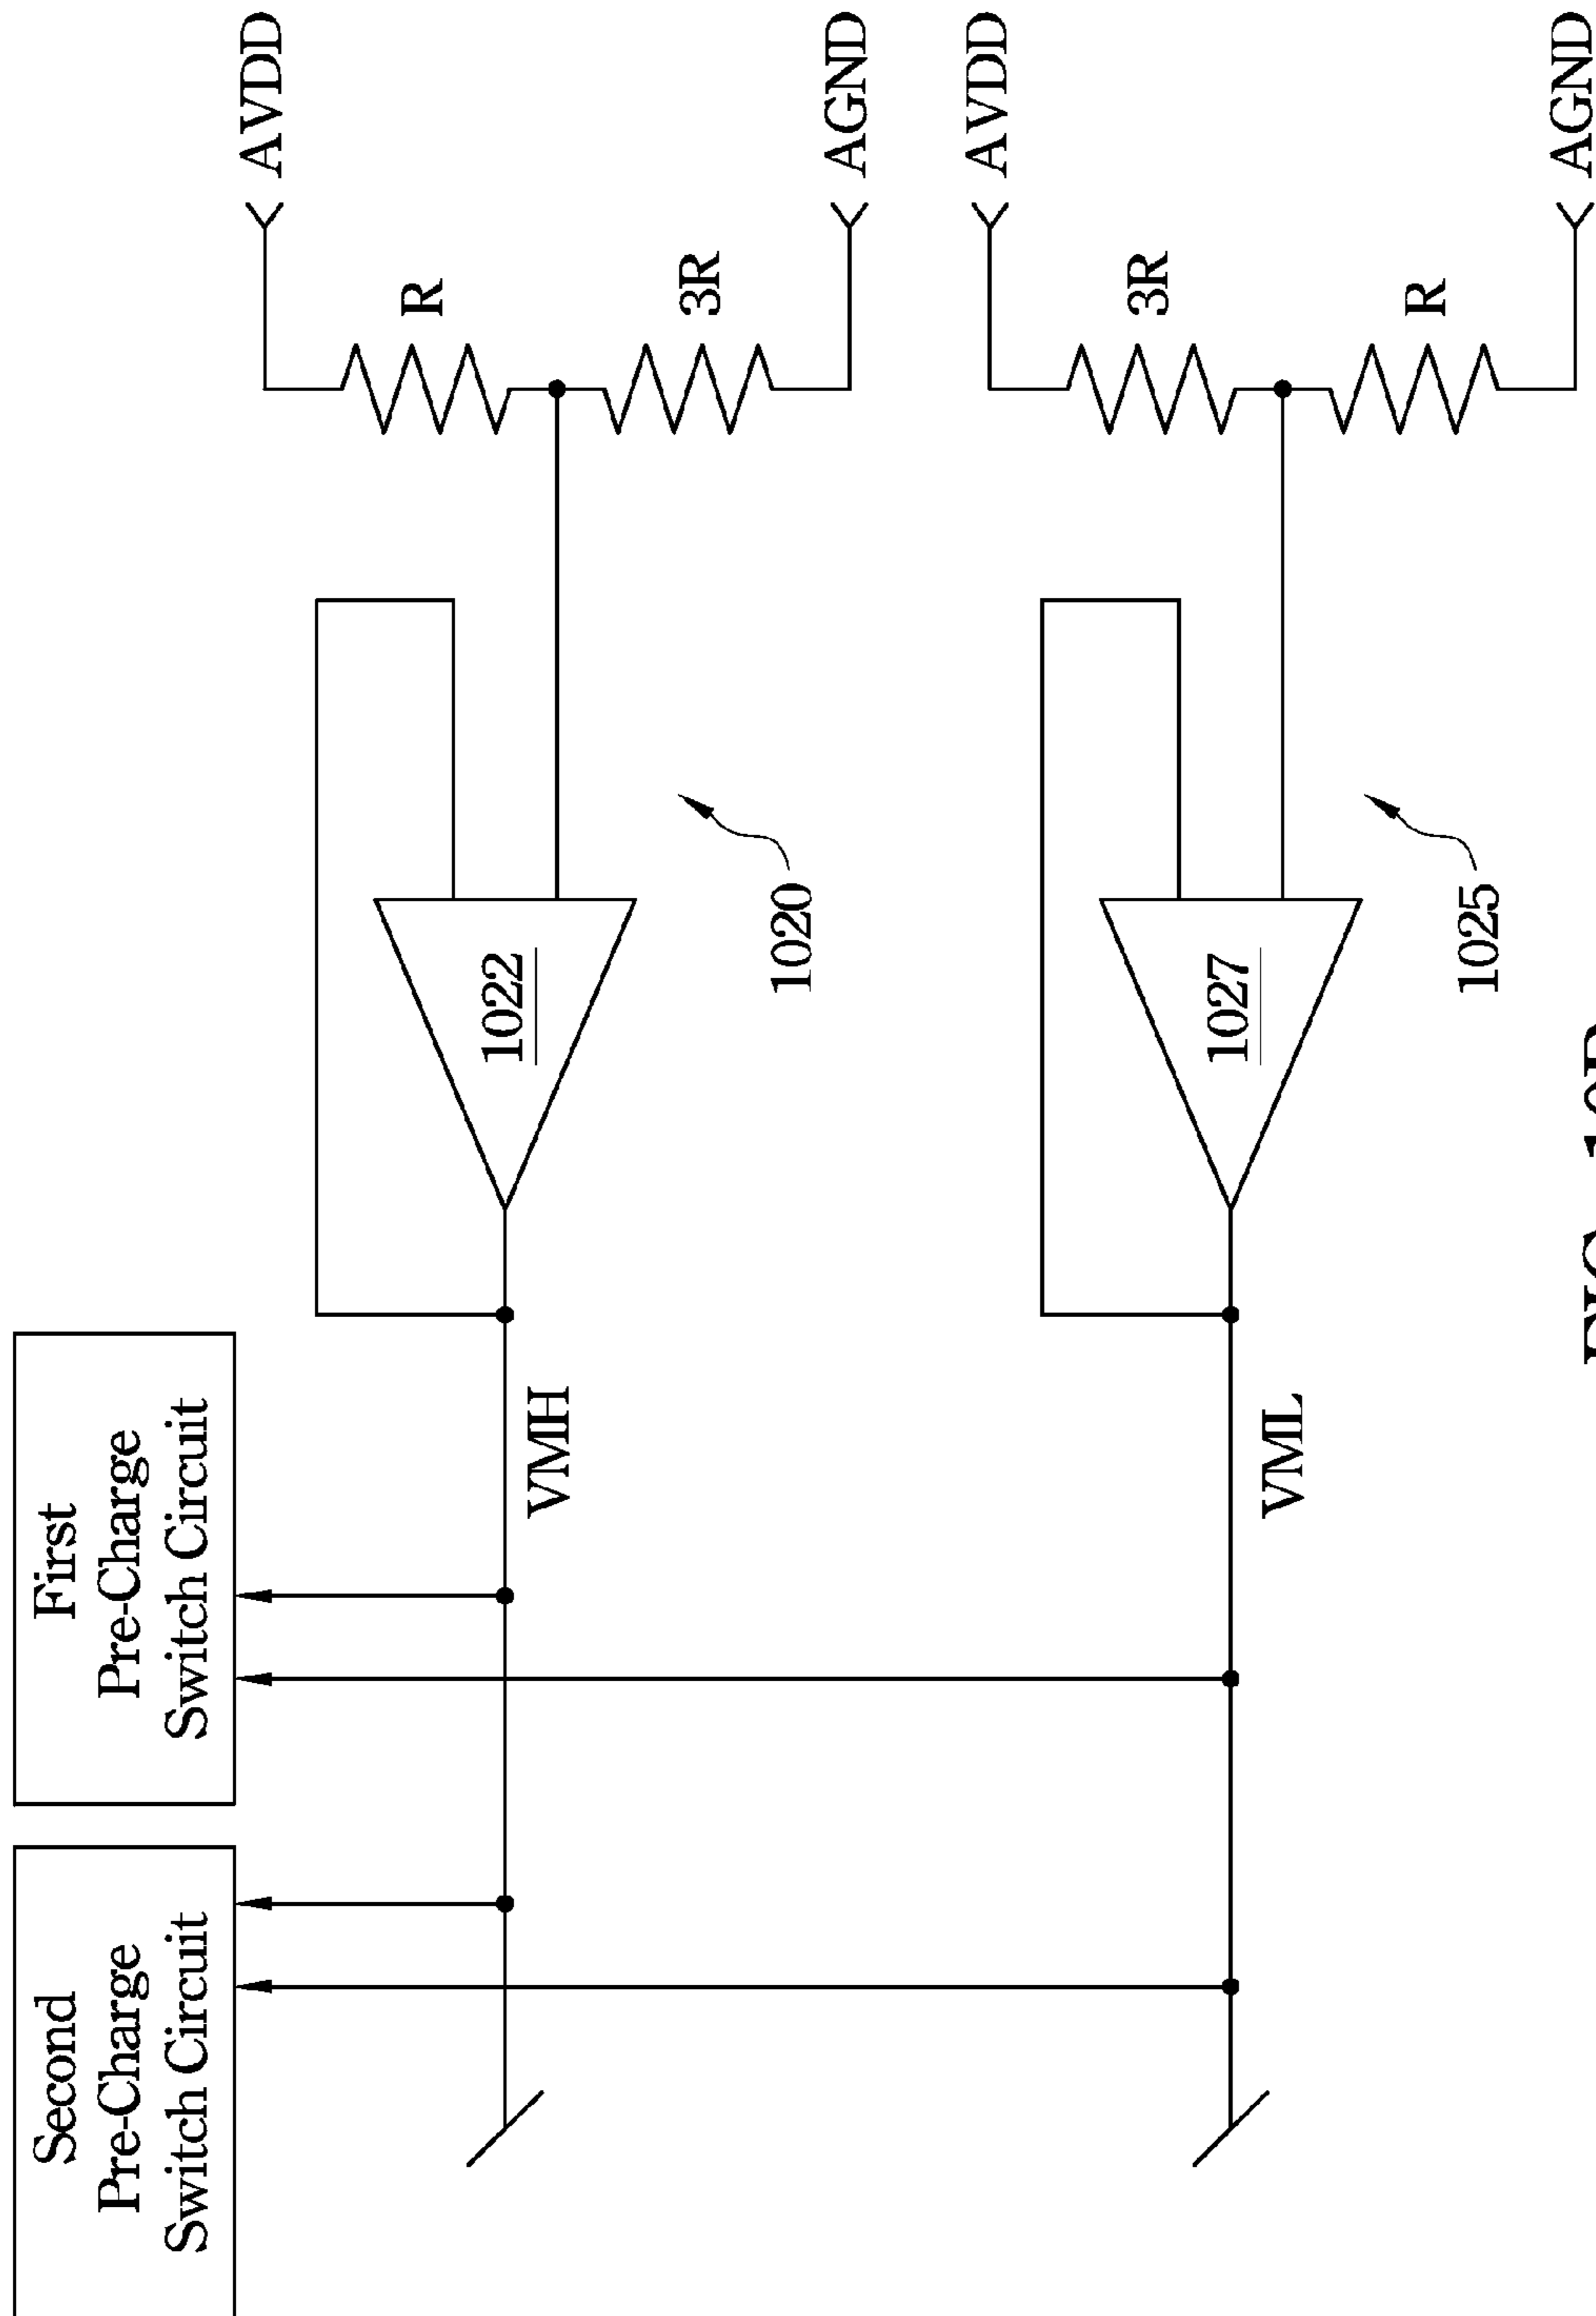 Second
Pre-Charge
Switch Circuit
First
Pre-Charge
Switch Circuit
VMH
1022
1020
R
3R
AVDD
AGND
VML
1027
1025
3R
R
AVDD
AGND